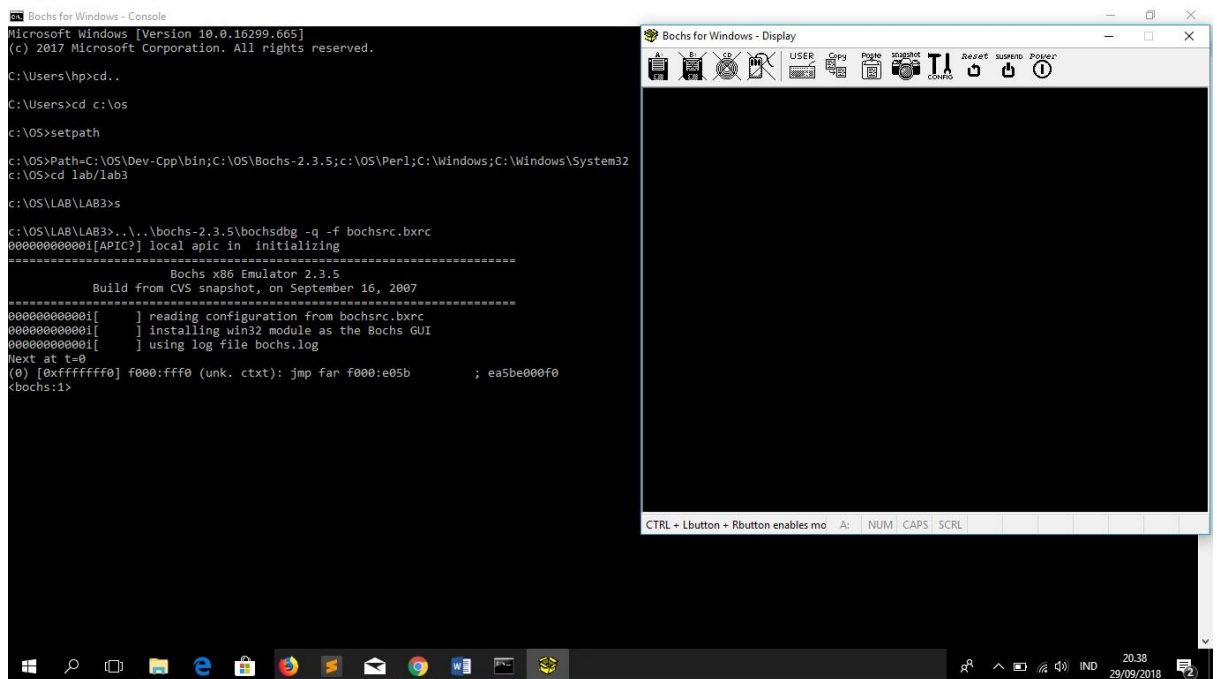 Bochs for Windows - Console
Microsoft Windows [Version 10.0.16299.665]
(c) 2017 Microsoft Corporation. All rights reserved.
C:\Users\hp>cd..
C:\Users>cd c:\os
c:\OS>setpath
c:\OS>Path=C:\OS\Dev-Cpp\bin;C:\OS\Bochs-2.3.5;c:\OS\Perl;C:\Windows;C:\Windows\System32
c:\OS>cd lab/lab3
c:\OS\LAB\LAB3>s
c:\OS\LAB\LAB3>..\..\bochs-2.3.5\bochsdbg -q -f bochsrc.bxrc
00000000000i[APIC?] local apic in  initializing
========================================================================
Bochs x86 Emulator 2.3.5
Build from CVS snapshot, on September 16, 2007
========================================================================
00000000000i[     ] reading configuration from bochsrc.bxrc
00000000000i[     ] installing win32 module as the Bochs GUI
00000000000i[     ] using log file bochs.log
Next at t=0
(0) [0xfffffff0] f000:fff0 (unk. ctxt): jmp far f000:e05b         ; ea5be000f0
<bochs:1>
Bochs for Windows - Display
A: B: CD USER Copy Paste snapshot CONFIG Reset SUSPEND Power
CTRL + Lbutton + Rbutton enables mo A: NUM CAPS SCRL
IND
20.38
29/09/2018
2